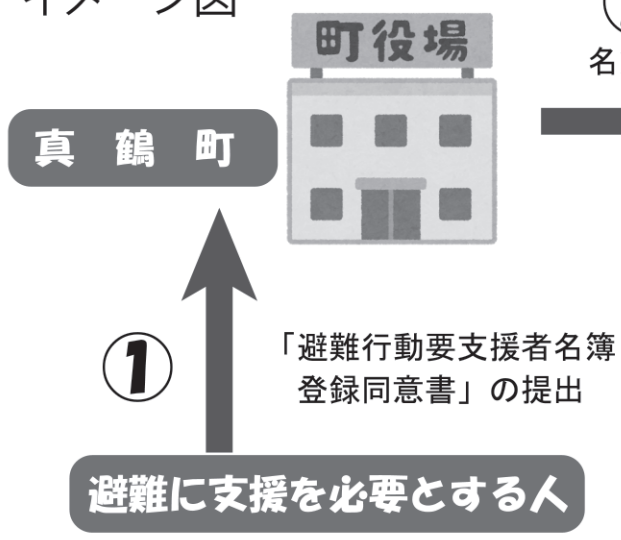 イメージ図
町役場
名
真 鶴 町
①
「避難行動要支援者名簿
登録同意書」の提出
避難に支援を必要とする人